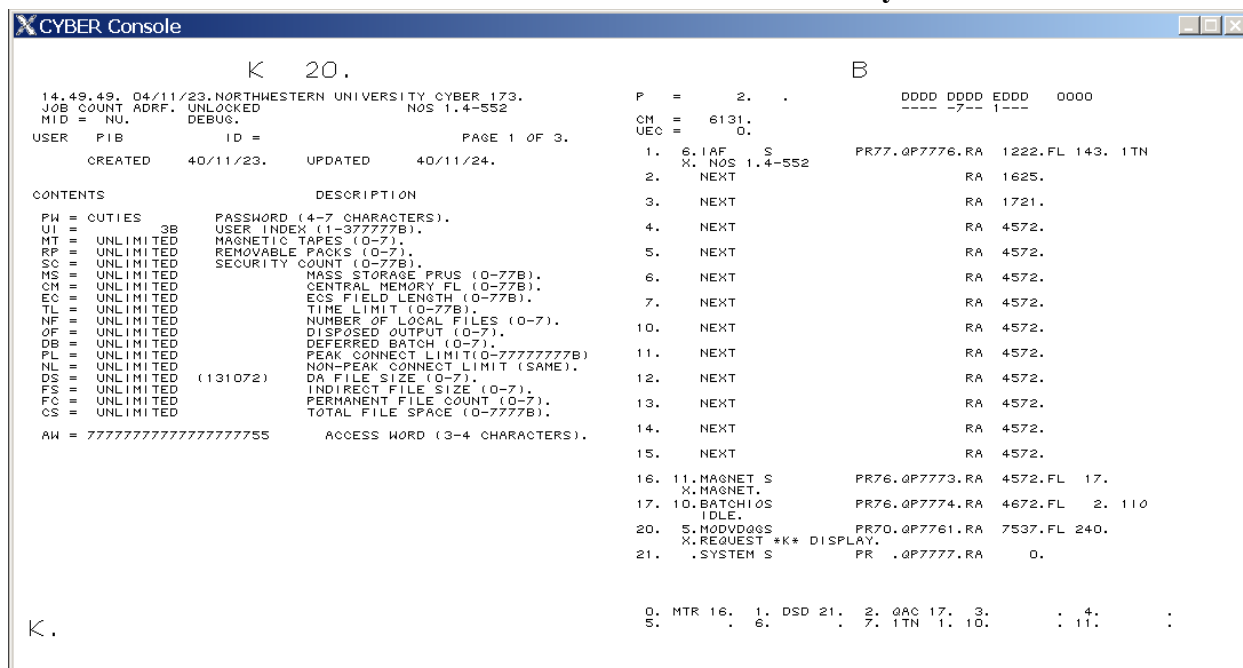 CYBER Console
K 20.
14.49.49. 04/11/23.NORTHWESTERN UNIVERSITY CYBER 173.
JOB COUNT ADRF. UNLOCKED NOS 1.4-552
MID = NU. DEBUG.
USER PIB ID = PAGE 1 OF 3.
CREATED 40/11/23. UPDATED 40/11/24.
CONTENTS DESCRIPTION
PW = CUTIES PASSWORD (4-7 CHARACTERS).
UI = 3B USER INDEX (1-377777B).
MT = UNLIMITED MAGNETIC TAPES (0-7).
RP = UNLIMITED REMOVABLE PACKS (0-7).
SC = UNLIMITED SECURITY COUNT (0-77B).
MS = UNLIMITED MASS STORAGE PRUS (0-77B).
CM = UNLIMITED CENTRAL MEMORY FL (0-77B).
EC = UNLIMITED ECS FIELD LENGTH (0-77B).
TL = UNLIMITED TIME LIMIT (0-77B).
NF = UNLIMITED NUMBER OF LOCAL FILES (0-7).
OF = UNLIMITED DISPOSED OUTPUT (0-7).
DB = UNLIMITED DEFERRED BATCH (0-7).
PL = UNLIMITED PEAK CONNECT LIMIT(0-77777777B)
NL = UNLIMITED NON-PEAK CONNECT LIMIT (SAME).
DS = UNLIMITED (131072) DA FILE SIZE (0-7).
FS = UNLIMITED INDIRECT FILE SIZE (0-7).
FC = UNLIMITED PERMANENT FILE COUNT (0-7).
CS = UNLIMITED TOTAL FILE SPACE (0-7777B).
AW = 77777777777777777755 ACCESS WORD (3-4 CHARACTERS).
K.
B
P = 2. . DDDD DDDD EDDD 0000
---- -7-- 1---
CM = 6131.
UEC = 0.
1. 6.IAF S PR77.QP7776.RA 1222.FL 143. 1TN
X. NOS 1.4-552
2. NEXT RA 1625.
3. NEXT RA 1721.
4. NEXT RA 4572.
5. NEXT RA 4572.
6. NEXT RA 4572.
7. NEXT RA 4572.
10. NEXT RA 4572.
11. NEXT RA 4572.
12. NEXT RA 4572.
13. NEXT RA 4572.
14. NEXT RA 4572.
15. NEXT RA 4572.
16. 11.MAGNET S PR76.QP7773.RA 4572.FL 17.
X.MAGNET.
17. 10.BATCHIOS PR76.QP7774.RA 4672.FL 2. 1IO
IDLE.
20. 5.MODVDQGS PR70.QP7761.RA 7537.FL 240.
X.REQUEST *K* DISPLAY.
21. .SYSTEM S PR .QP7777.RA 0.
0. MTR 16. 1. DSD 21. 2. QAC 17. 3. . 4. .
5. . 6. . 7. 1TN 1. 10. . 11. .